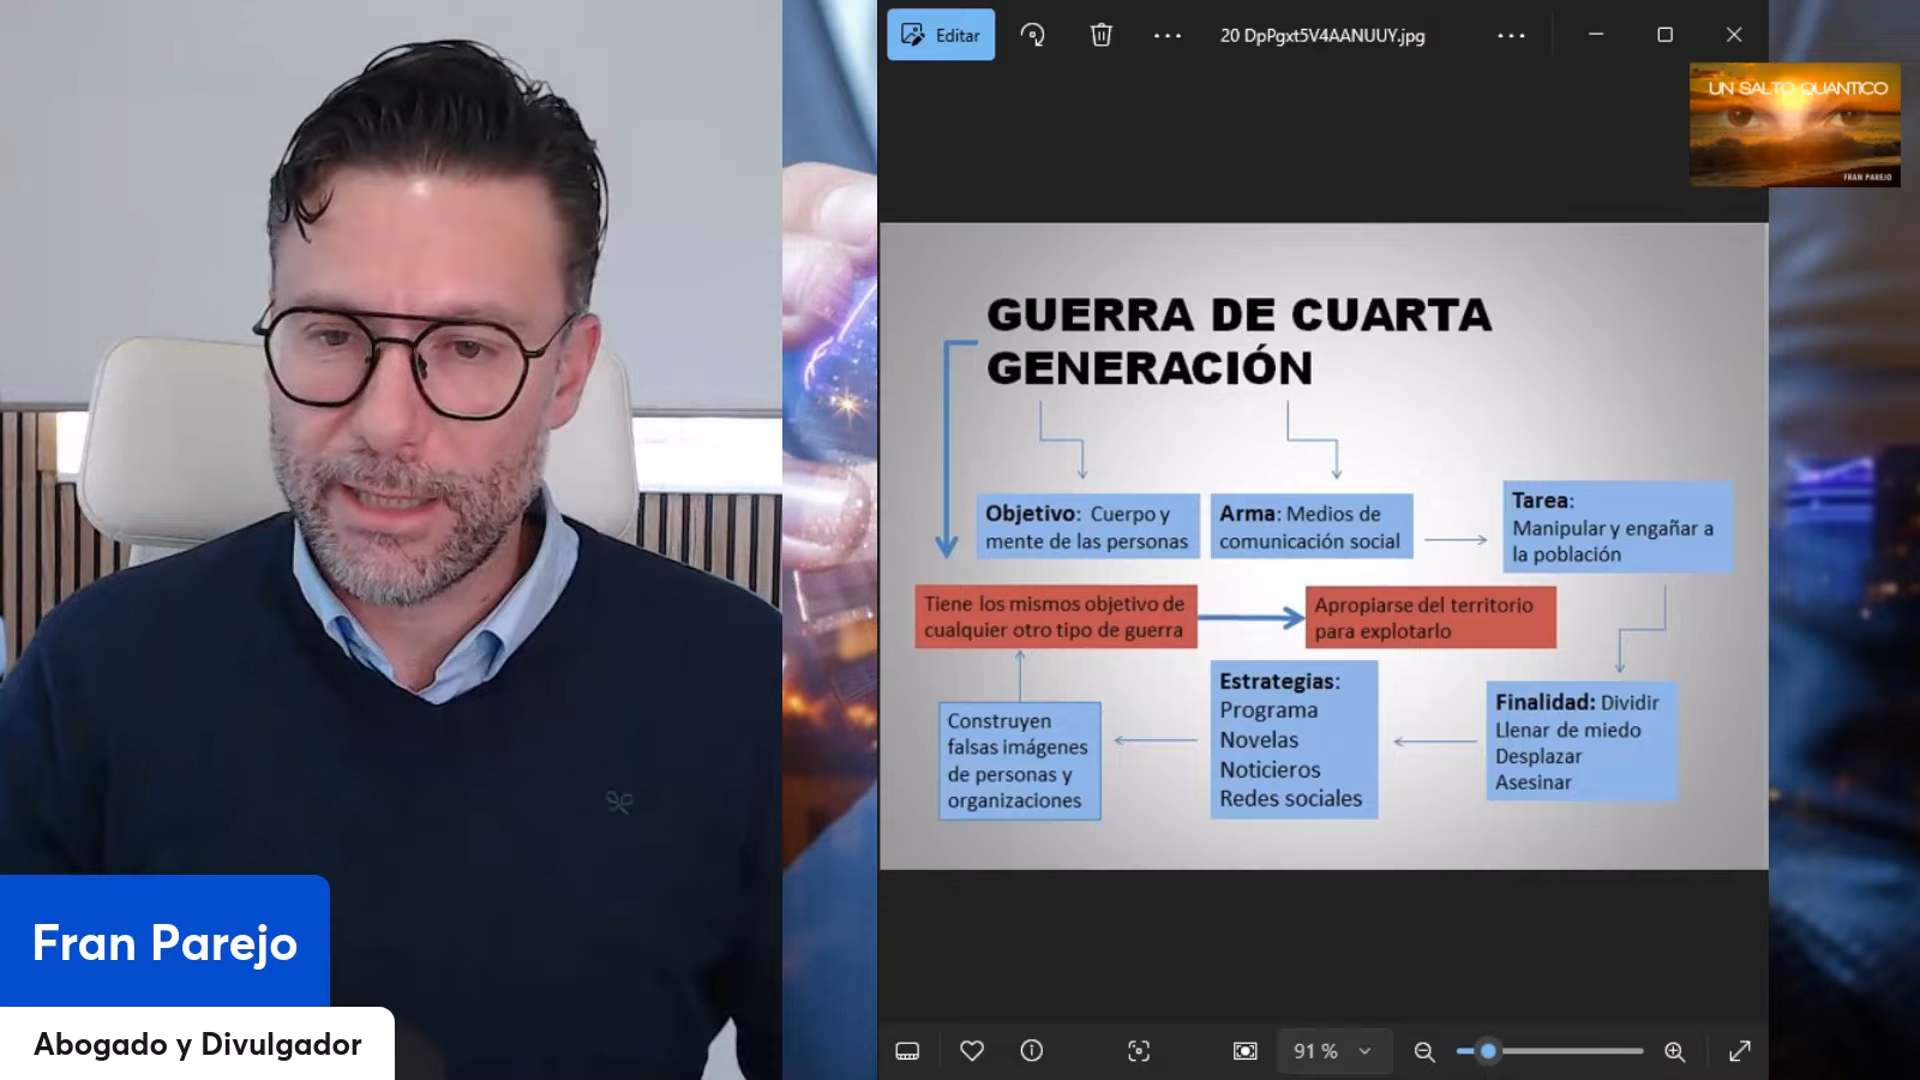 Editar
20 DpPgxt5V4AANUUY.jpg
UN SALTO QUANTICO
FRAN PAREJO
GUERRA DE CUARTA
GENERACIÓN
Objetivo: Cuerpo y
mente de las personas
Arma: Medios de
comunicación social
Tarea:
Manipular y engañar a
la población
Tiene los mismos objetivo de
cualquier otro tipo de guerra
Apropiarse del territorio
para explotarlo
Construyen
falsas imágenes
de personas y
organizaciones
Estrategias:
Programa
Novelas
Noticieros
Redes sociales
Finalidad: Dividir
Llenar de miedo
Desplazar
Asesinar
Fran Parejo
Abogado y Divulgador
91 %